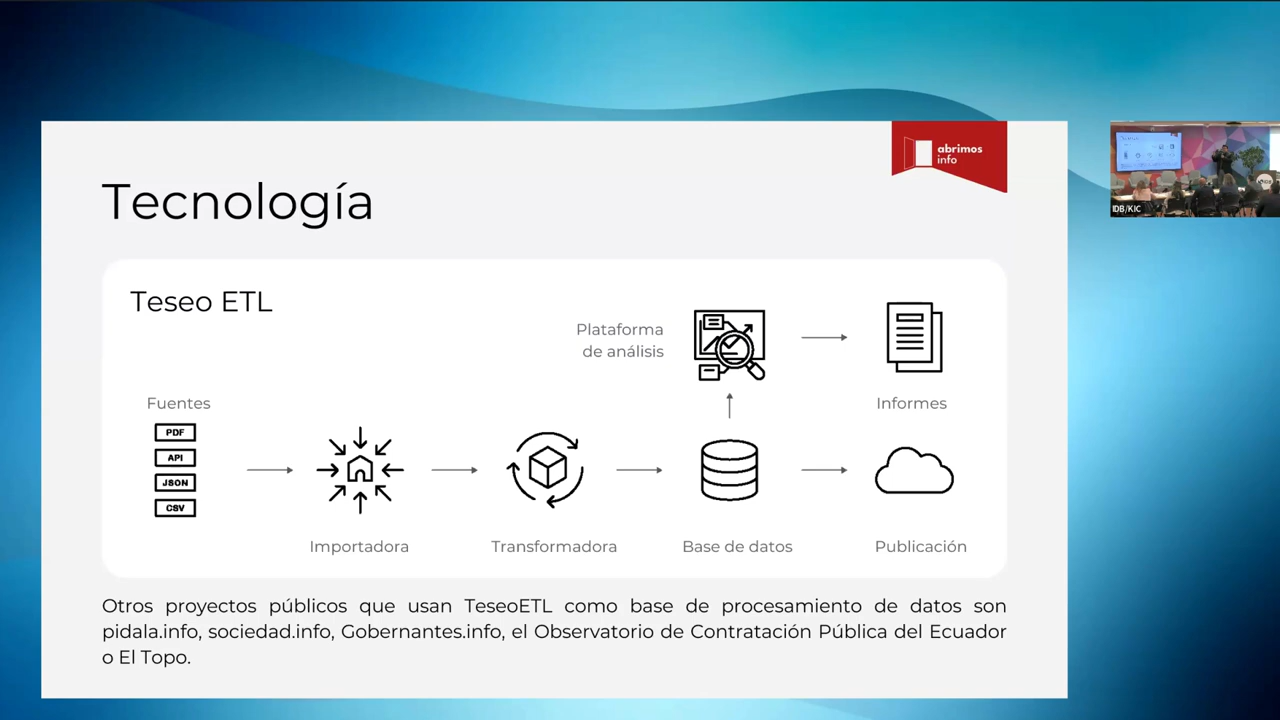 abrimos
info
Tecnología
Teseo ETL
Plataforma
de análisis
Fuentes
PDF
API
JSON
CSV
Informes
Importadora
Transformadora
Base de datos
Publicación
Otros proyectos públicos que usan TeseoETL como base de procesamiento de datos son
pidala.info, sociedad.info, Gobernantes.info, el Observatorio de Contratación Pública del Ecuador
o El Topo.
IDB/KIC